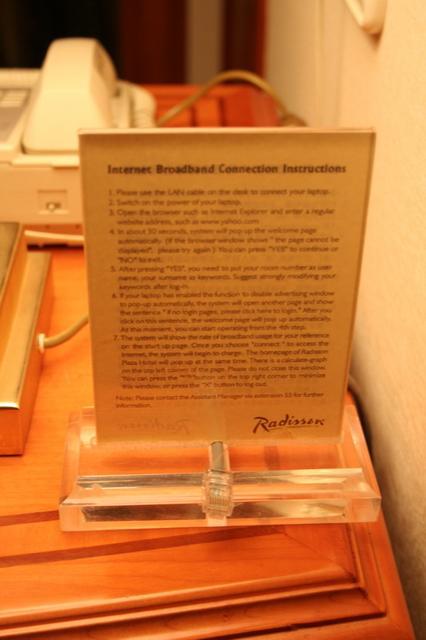 Internet Broadband Connection Instructions
1. Please use the LAN cable on the desk to connect your laptop.
2. Switch on the power of your laptop.
3. Open the browser such as Internet Explorer and enter a regular
website address, such as www.yahoo.com
4. In about 30 seconds, system will pop up the welcome page
automatically. (if the browser window shows " the page cannot be
displayed", please try again ) You can press "YES" to continue or
"NO" to exit.
5. After pressing "YES", you need to put your room number as user
name, your surname as keywords. Suggest strongly modifying your
keywords after log-in.
6. If your laptop has enabled the function to disable advertising window
to pop-up automatically, the system will open another page and show
the sentence " if no login pages, please click here to login." After you
click on this sentence, the welcome page will pop up automatically.
At this moment, you can start operating from the 4th step.
7. The system will show the rate of broadband usage for your reference
on the start up page. Once you choose "connect" to access the
Internet, the system will begin to charge. The homepage of Radisson
Plaza Hotel will pop up at the same time. There is a calculate-graph
on the top left corner of the page. Please do not close this window.
You can press the button on the top right corner to minimize
this window, or press the "X" button to log out.
Note: Please contact the Assistant Manager via extension 53 for further
information.
Radisson